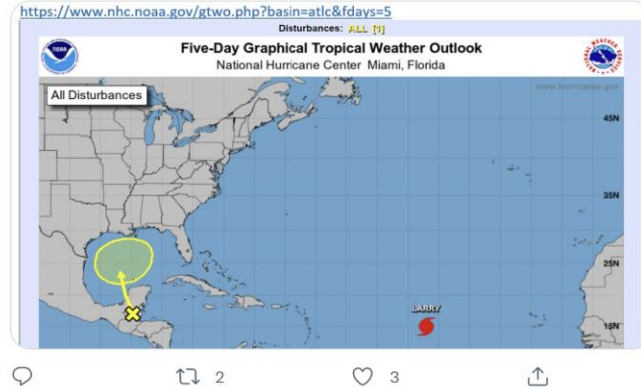 https://www.nhc.noaa.gov/gtwo.php?basin=atlc&fdays=5
Disturbances: ALL [1]
Five-Day Graphical Tropical Weather Outlook
National Hurricane Center Miami, Florida
NOAA
All Disturbances
www.hurricanes.gov
45N
35N
25N
LARRY
15N
2
3